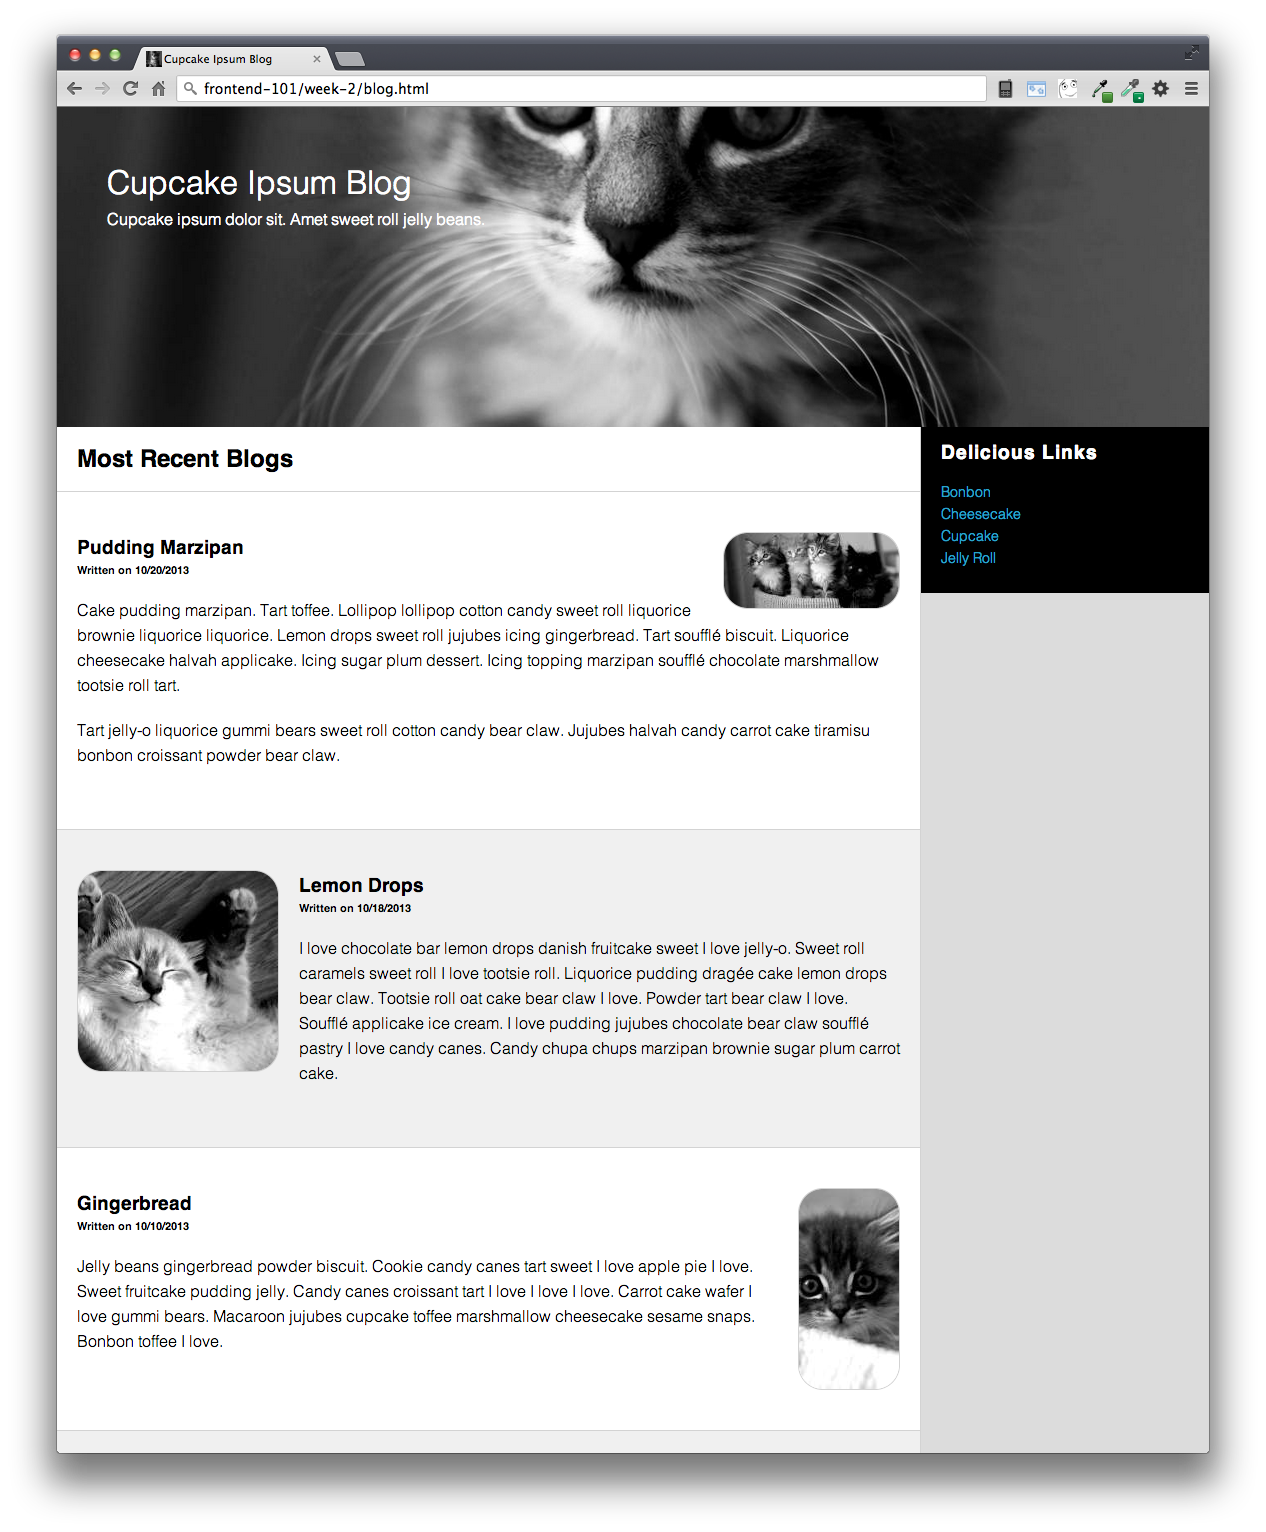 Cupcake Ipsum Blog
frontend-101/week-2/blog.html
Cupcake Ipsum Blog
Cupcake ipsum dolor sit. Amet sweet roll jelly beans.
Most Recent Blogs
Pudding Marzipan
Written on 10/20/2013
Cake pudding marzipan. Tart toffee. Lollipop lollipop cotton candy sweet roll liquorice
brownie liquorice liquorice. Lemon drops sweet roll jujubes icing gingerbread. Tart soufflé biscuit. Liquorice
cheesecake halvah applicake. Icing sugar plum dessert. Icing topping marzipan soufflé chocolate marshmallow
tootsie roll tart.
Tart jelly-o liquorice gummi bears sweet roll cotton candy bear claw. Jujubes halvah candy carrot cake tiramisu
bonbon croissant powder bear claw.
Lemon Drops
Written on 10/18/2013
I love chocolate bar lemon drops danish fruitcake sweet I love jelly-o. Sweet roll
caramels sweet roll I love tootsie roll. Liquorice pudding dragée cake lemon drops
bear claw. Tootsie roll oat cake bear claw I love. Powder tart bear claw I love.
Soufflé applicake ice cream. I love pudding jujubes chocolate bear claw soufflé
pastry I love candy canes. Candy chupa chups marzipan brownie sugar plum carrot
cake.
Gingerbread
Written on 10/10/2013
Jelly beans gingerbread powder biscuit. Cookie candy canes tart sweet I love apple pie I love.
Sweet fruitcake pudding jelly. Candy canes croissant tart I love I love I love. Carrot cake wafer I
love gummi bears. Macaroon jujubes cupcake toffee marshmallow cheesecake sesame snaps.
Bonbon toffee I love.
Delicious Links
Bonbon
Cheesecake
Cupcake
Jelly Roll